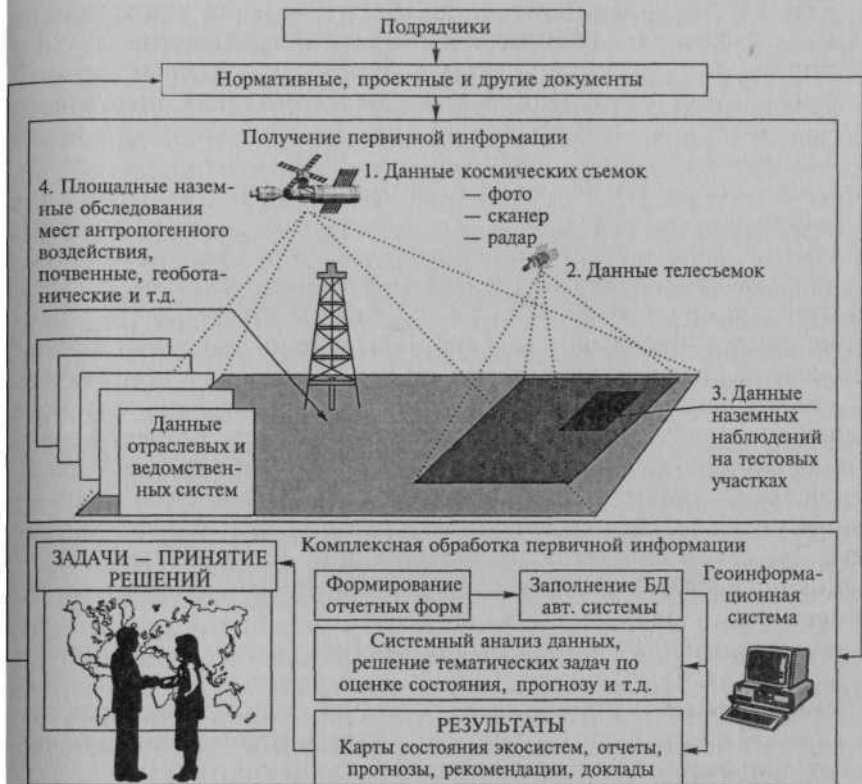 Подрядчики
Нормативные, проектные и другие документы
Получение первичной информации
1. Данные космических съемок
— фото
— сканер
— радар
4. Площадные назем-
ные обследования
мест антропогенного
воздействия,
почвенные, геобота-
нические и т.д.
2. Данные телесъемок
3. Данные
наземных
наблюдений
на тестовых
участках
Данные
отраслевых и
ведомствен-
ных систем
Комплексная обработка первичной информации
ЗАДАЧИ — ПРИНЯТИЕ
РЕШЕНИЙ
Формирование
отчетных форм
Заполнение БД
авт. системы
Геоинформа-
ционная
система
Системный анализ данных,
решение тематических задач по
оценке состояния, прогнозу и т.д.
РЕЗУЛЬТАТЫ
Карты состояния экосистем, отчеты,
прогнозы, рекомендации, доклады